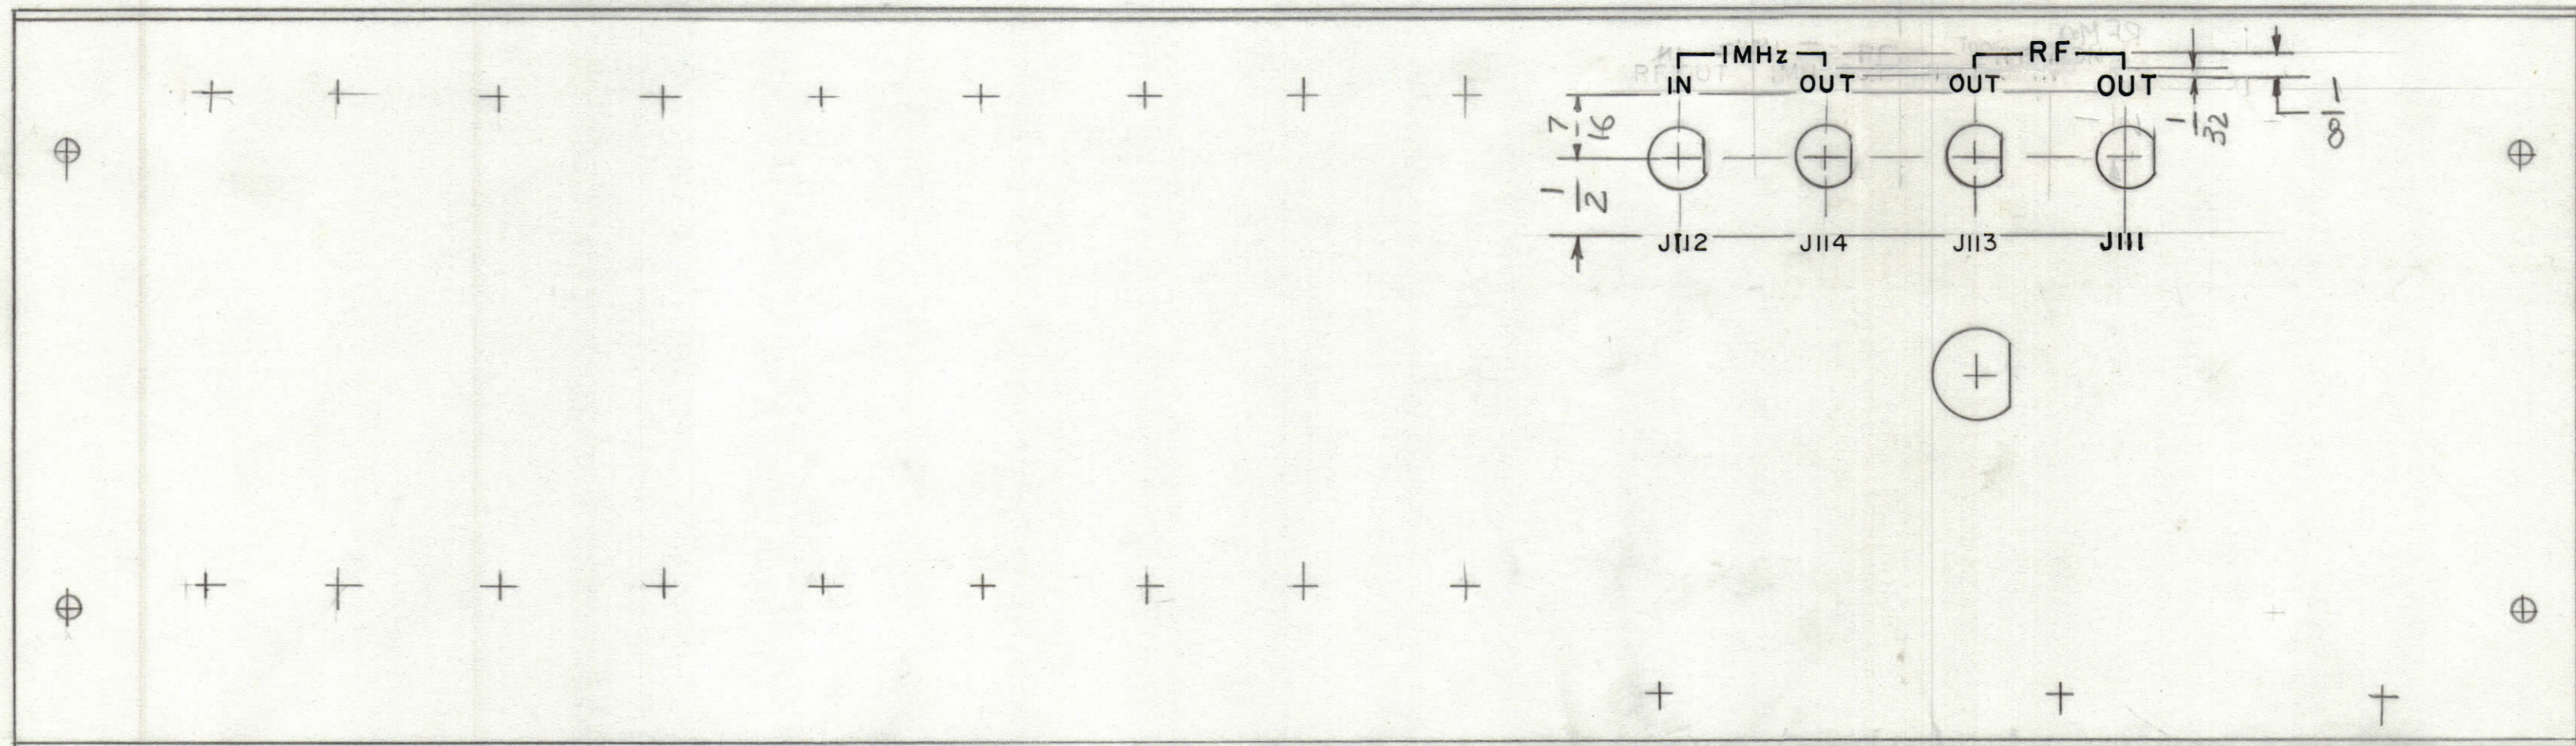 1MHz RF
IN OUT OUT OUT
7/16
1/32
1/8
1/2
J112 J114 J113 J111